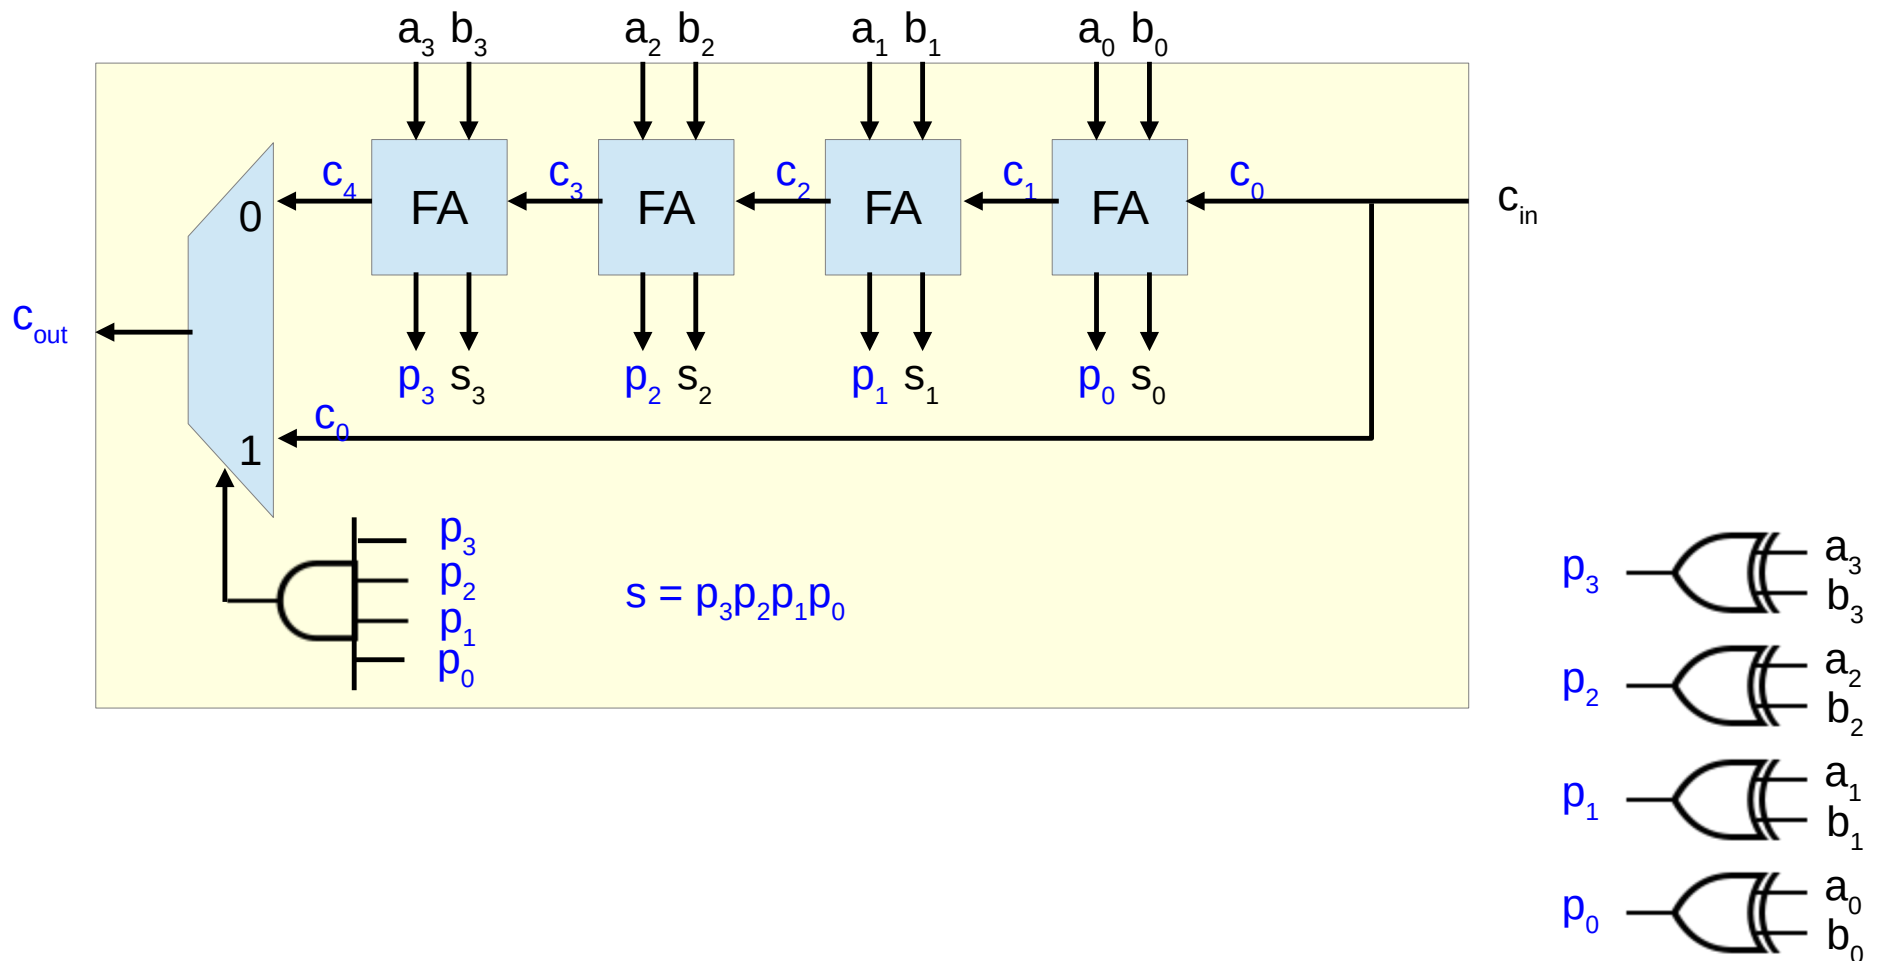 a3 b3 a2 b2 a1 b1 a0 b0
c4 c3 c2 c1 c0
0 FA FA FA FA cin
cout
p3 s3 p2 s2 p1 s1 p0 s0
c0
1
p3
p2
p1
p0
s = p3p2p1p0
p3 a3
b3
p2 a2
b2
p1 a1
b1
p0 a0
b0